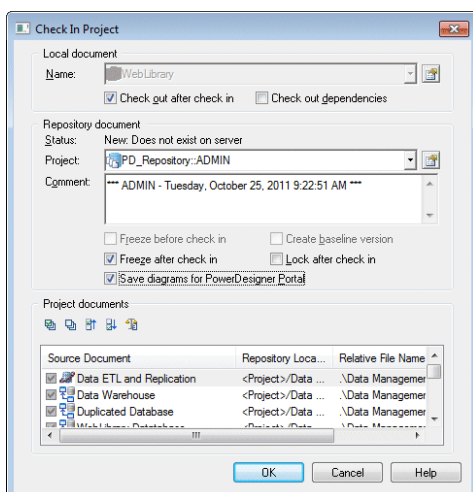 Check In Project
Local document
Name: WebLibrary
Check out after check in Check out dependencies
Repository document
Status: New: Does not exist on server
Project: PD_Repository::ADMIN
Comment: *** ADMIN - Tuesday, October 25, 2011 9:22:51 AM ***
Freeze before check in Create baseline version
Freeze after check in Lock after check in
Save diagrams for PowerDesigner Portal
Project documents
Source Document Repository Loca... Relative File Name
Data ETL and Replication <Project>/Data ... .\Data Managemer
Data Warehouse <Project>/Data ... .\Data Managemer
Duplicated Database <Project>/Data ... .\Data Managemer
OK Cancel Help